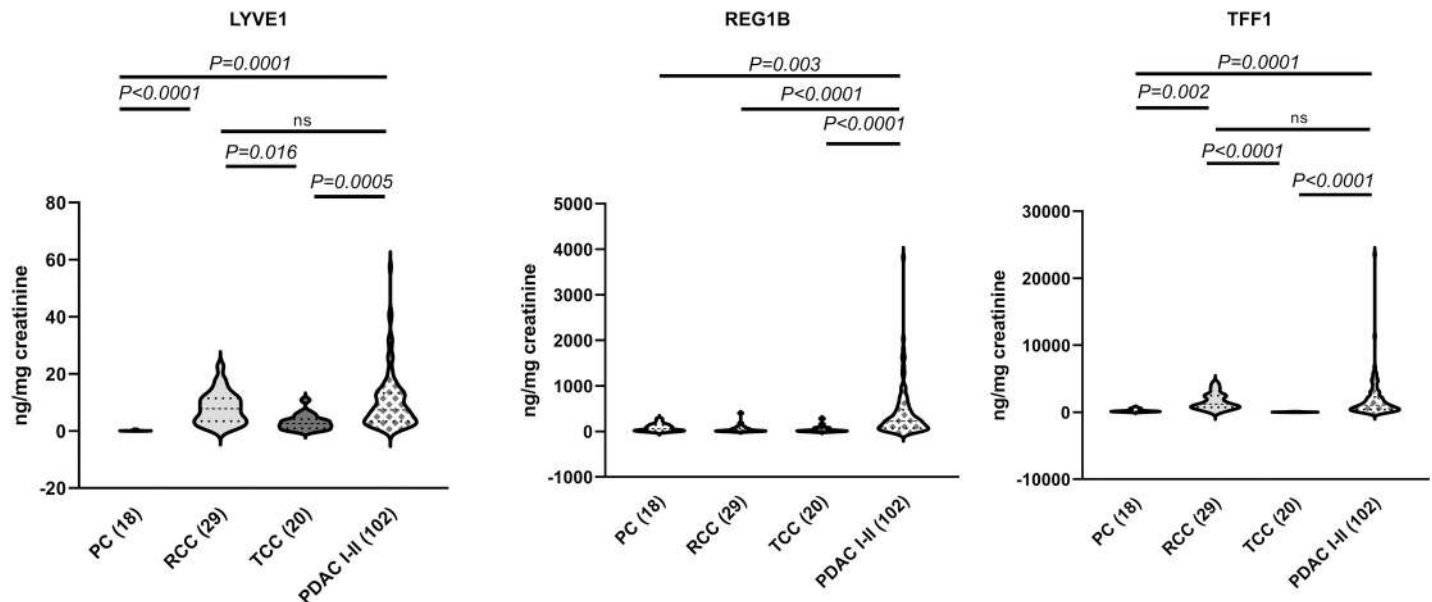 LYVE1
P=0.0001
P<0.0001
ns
P=0.016
P=0.0005
80
60
40
20
0
-20
ng/mg creatinine
PC (18)
RCC (29)
TCC (20)
PDAC I-II (102)
REG1B
P=0.003
P<0.0001
P<0.0001
5000
4000
3000
2000
1000
0
-1000
ng/mg creatinine
PC (18)
RCC (29)
TCC (20)
PDAC I-II (102)
TFF1
P=0.0001
P=0.002
ns
P<0.0001
P<0.0001
30000
20000
10000
0
-10000
ng/mg creatinine
PC (18)
RCC (29)
TCC (20)
PDAC I-II (102)